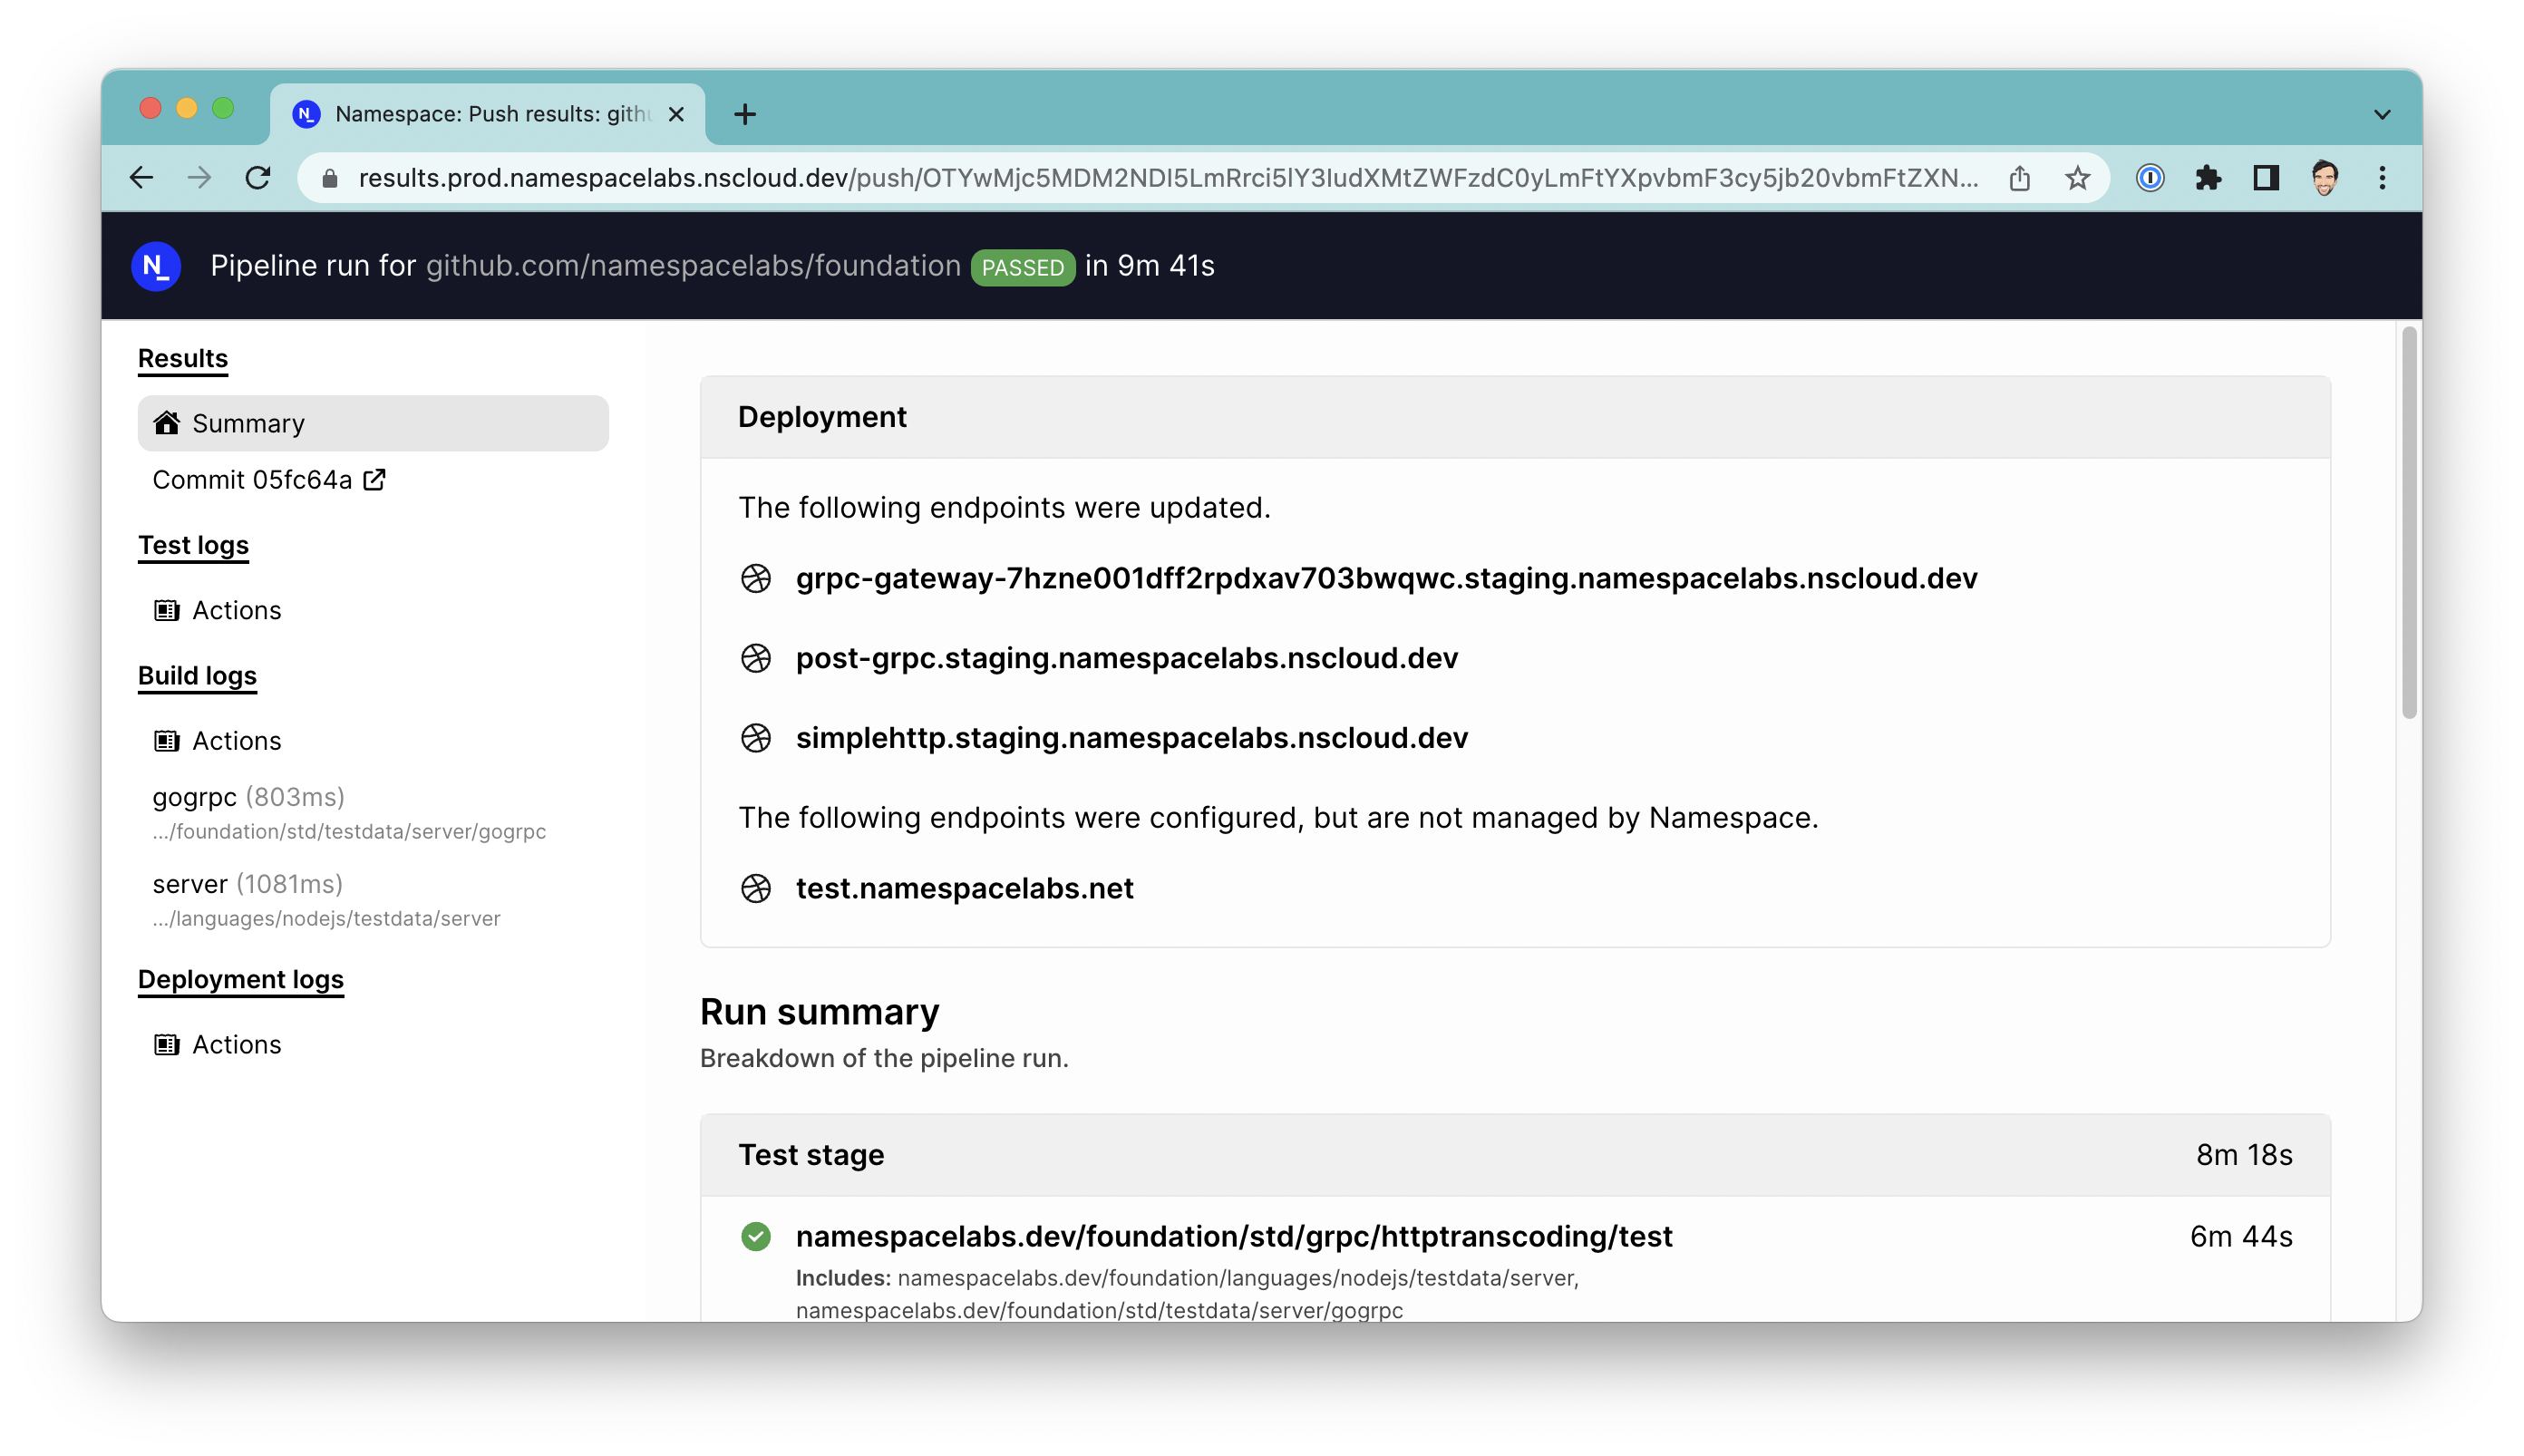 N_ Namespace: Push results: gith
results.prod.namespacelabs.nscloud.dev/push/OTYwMjc5MDM2NDI5LmRrci5lY3IudXMtZWFzdC0yLmFtYXpvbmF3cy5jb20vbmFtZXN...
N_ Pipeline run for github.com/namespacelabs/foundation PASSED in 9m 41s
Results
Summary
Commit 05fc64a
Test logs
Actions
Build logs
Actions
gogrpc (803ms)
.../foundation/std/testdata/server/gogrpc
server (1081ms)
.../languages/nodejs/testdata/server
Deployment logs
Actions
Deployment
The following endpoints were updated.
grpc-gateway-7hzne001dff2rpdxav703bwqwc.staging.namespacelabs.nscloud.dev
post-grpc.staging.namespacelabs.nscloud.dev
simplehttp.staging.namespacelabs.nscloud.dev
The following endpoints were configured, but are not managed by Namespace.
test.namespacelabs.net
Run summary
Breakdown of the pipeline run.
Test stage 8m 18s
namespacelabs.dev/foundation/std/grpc/httptranscoding/test 6m 44s
Includes: namespacelabs.dev/foundation/languages/nodejs/testdata/server,
namespacelabs.dev/foundation/std/testdata/server/gogrpc